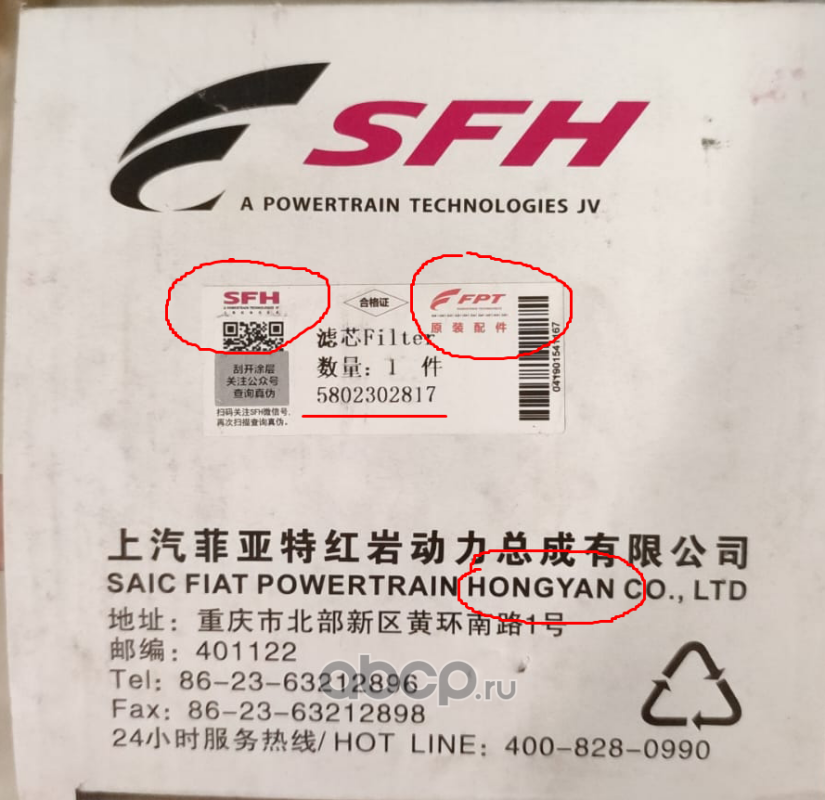 SFH
A POWERTRAIN TECHNOLOGIES JV
SFH
合格证
FPT
原装配件
滤芯Filter
数量：1 件
5802302817
刮开涂层
关注公众号
查询真伪
扫码关注SFH微信号，
再次扫描查询真伪。
上汽菲亚特红岩动力总成有限公司
SAIC FIAT POWERTRAIN HONGYAN CO., LTD
地址：重庆市北部新区黄环南路1号
邮编：401122
Tel：86-23-63212896
Fax：86-23-63212898
24小时服务热线/HOT LINE：400-828-0990
abcp.ru